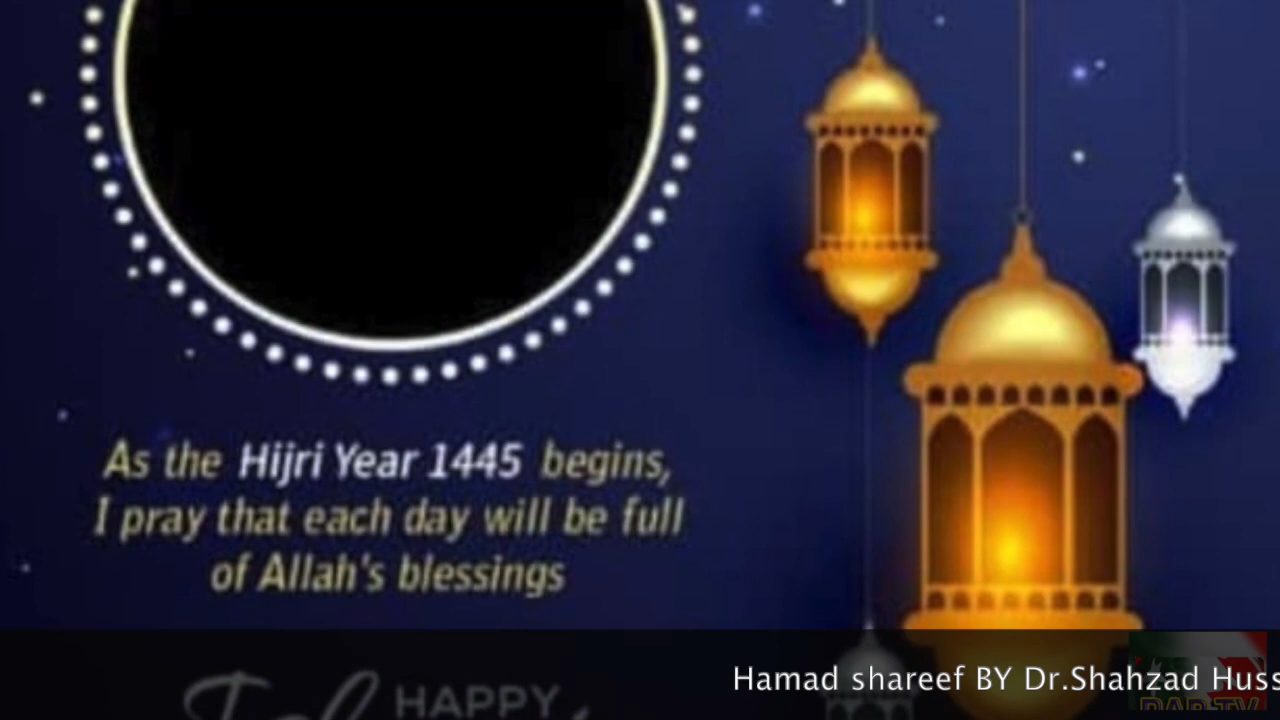 As the Hijri Year 1445 begins,
I pray that each day will be full
of Allah's blessings
HAPPY
Hamad shareef BY Dr.Shahzad Huss